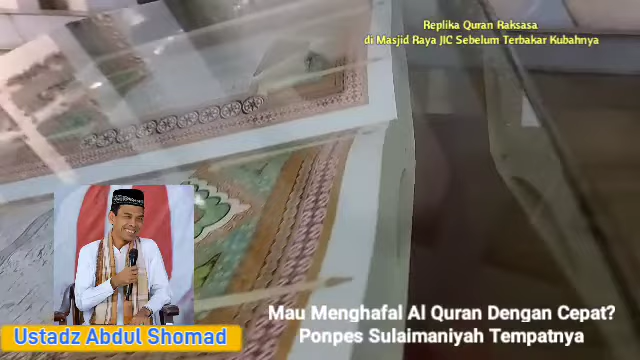 Replika Quran Raksasa
di Masjid Raya JIC Sebelum Terbakar Kubahnya
Mau Menghafal Al Quran Dengan Cepat?
Ponpes Sulaimaniyah Tempatnya
Ustadz Abdul Shomad